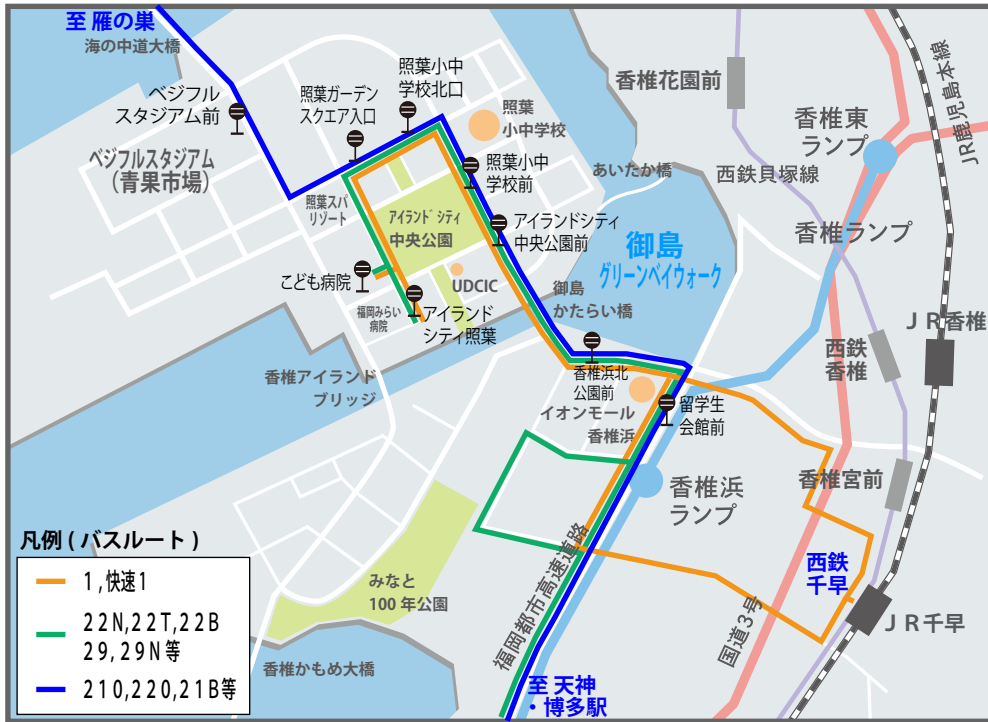 至 雁の巣
海の中道大橋
ベジフル
スタジアム前
ベジフルスタジアム
（青果市場）
照葉ガーデン
スクエア入口
照葉小中
学校北口
照葉
小中学校
照葉小中
学校前
あいたか橋
香椎花園前
西鉄貝塚線
香椎東
ランプ
JR鹿児島本線
香椎ランプ
照葉スパ
リゾート
アイランドシティ
中央公園
アイランドシティ
中央公園前
御島
グリーンベイウォーク
こども病院
UDCIC
御島
かたらい橋
福岡みらい
病院
アイランド
シティ照葉
ＪＲ香椎
西鉄
香椎
香椎アイランド
ブリッジ
香椎浜北
公園前
イオンモール
香椎浜
留学生
会館前
香椎浜
ランプ
香椎宮前
凡例 ( バスルート )
1 ,快速1
22N,22T,22B
29,29N等
210,220,21B等
みなと
100 年公園
福岡都市高速道路
国道3号
西鉄
千早
ＪＲ千早
香椎かもめ大橋
至 天神
・博多駅